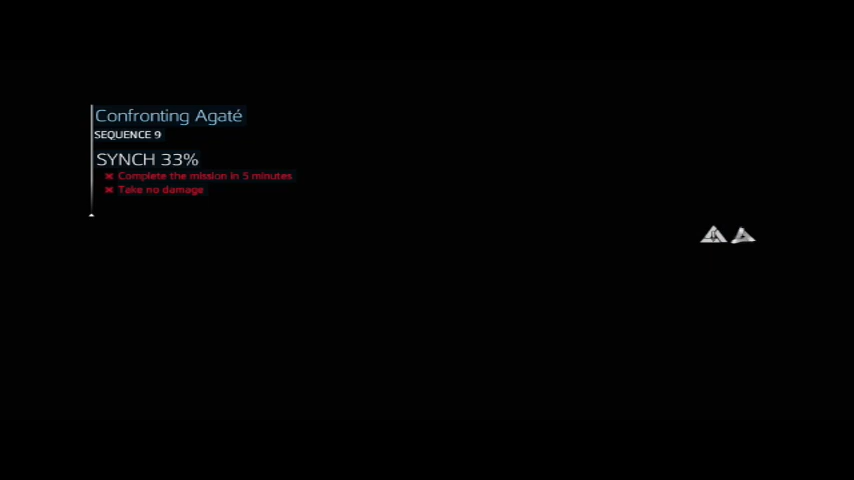 Confronting Agaté
SEQUENCE 9
SYNCH 33%
Complete the mission in 5 minutes
Take no damage